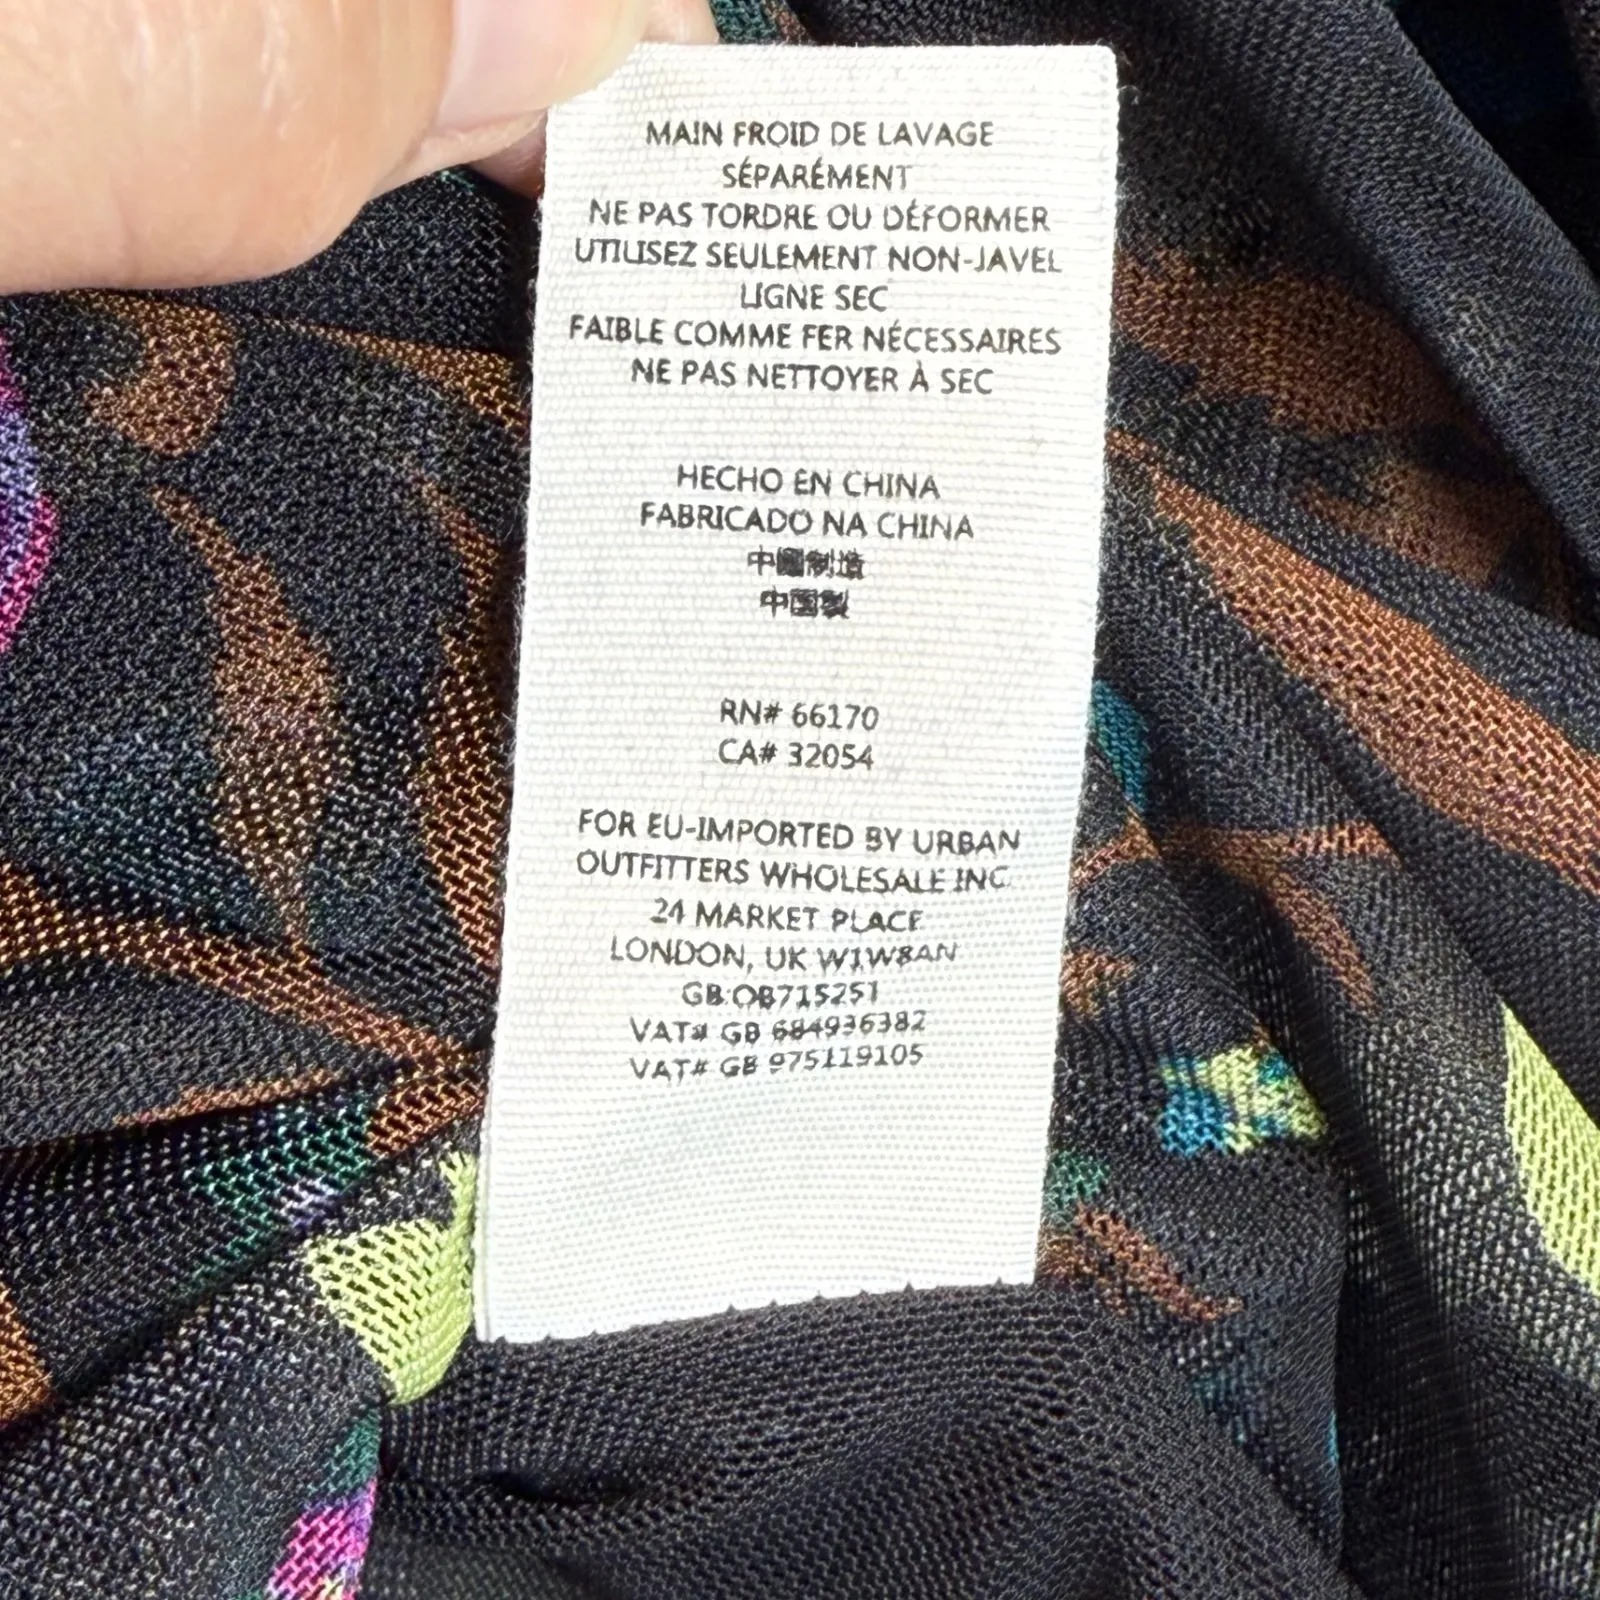 MAIN FROID DE LAVAGE
SÉPARÉMENT
NE PAS TORDRE OU DÉFORMER
UTILISEZ SEULEMENT NON-JAVEL
LIGNE SEC
FAIBLE COMME FER NÉCESSAIRES
NE PAS NETTOYER À SEC
HECHO EN CHINA
FABRICADO NA CHINA
中國制造
中国製
RN# 66170
CA# 32054
FOR EU-IMPORTED BY URBAN
OUTFITTERS WHOLESALE INC.
24 MARKET PLACE
LONDON, UK W1W8AN
GB:OB715251
VAT# GB 684936382
VAT# GB 975119105